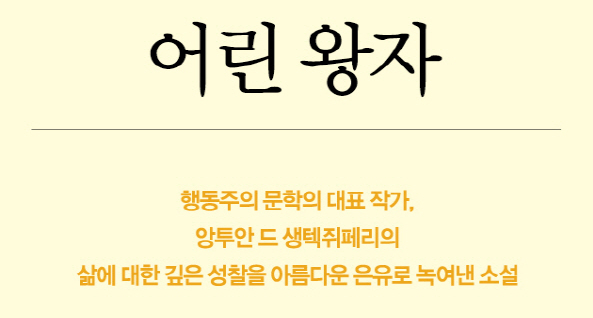 어린 왕자
행동주의 문학의 대표 작가,
앙투안 드 생텍쥐페리의
삶에 대한 깊은 성찰을 아름다운 은유로 녹여낸 소설